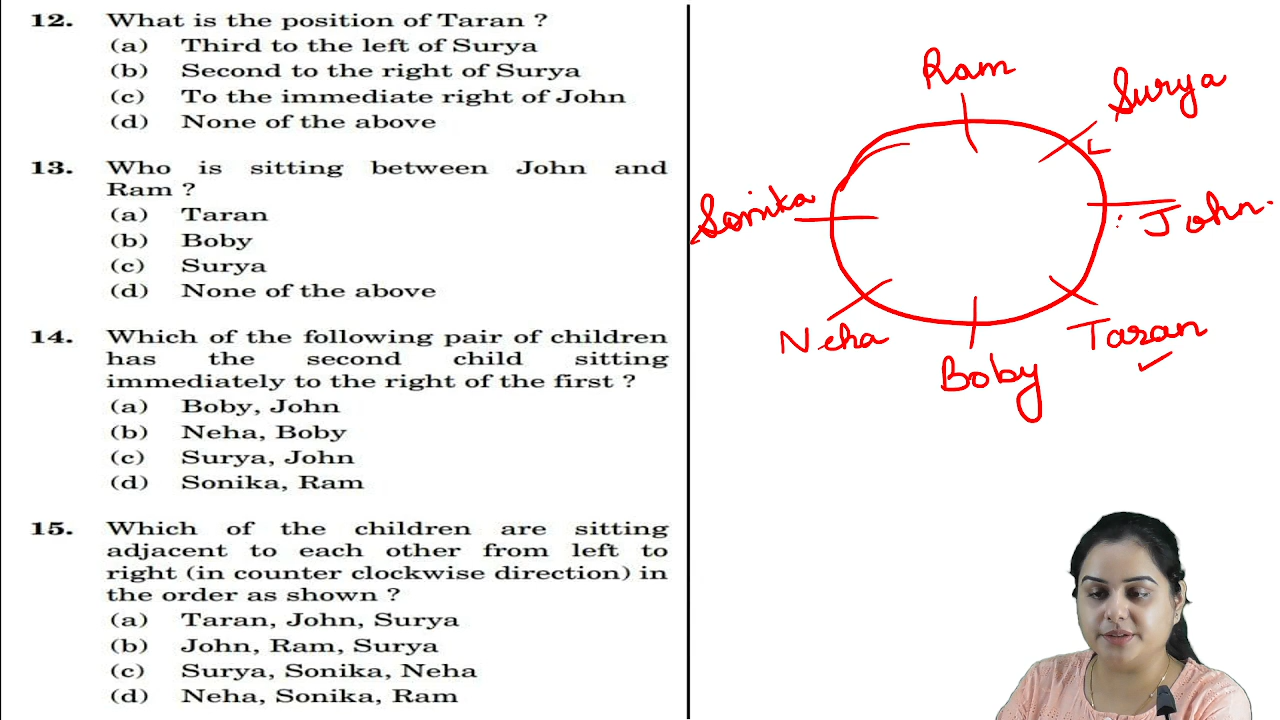 12. What is the position of Taran ?
(a) Third to the left of Surya
(b) Second to the right of Surya
(c) To the immediate right of John
(d) None of the above
13. Who is sitting between John and
Ram ?
(a) Taran
(b) Boby
(c) Surya
(d) None of the above
14. Which of the following pair of children
has the second child sitting
immediately to the right of the first ?
(a) Boby, John
(b) Neha, Boby
(c) Surya, John
(d) Sonika, Ram
15. Which of the children are sitting
adjacent to each other from left to
right (in counter clockwise direction) in
the order as shown ?
(a) Taran, John, Surya
(b) John, Ram, Surya
(c) Surya, Sonika, Neha
(d) Neha, Sonika, Ram
Ram
Surya
L
Sonika
John
Neha
Taran
Boby